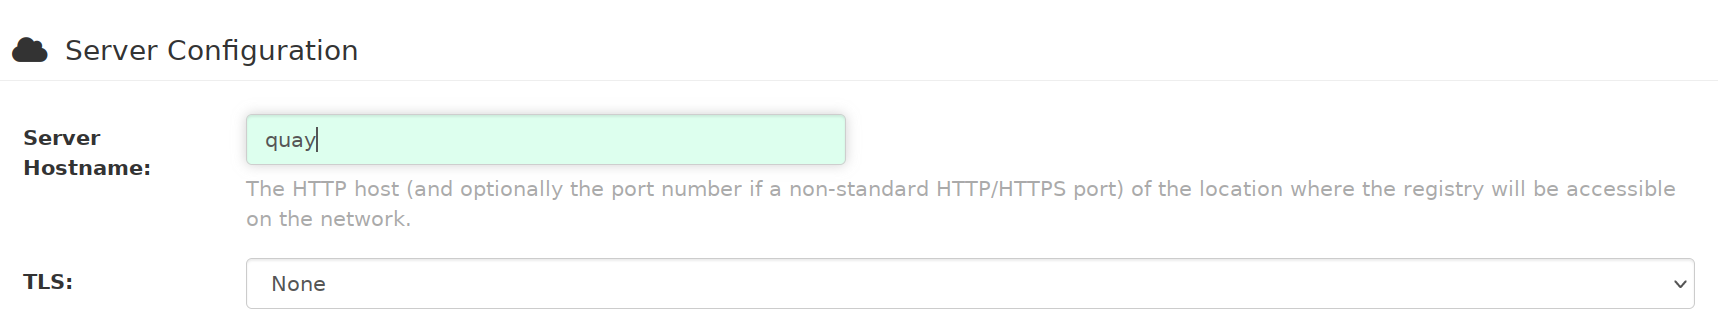 Server Configuration
Server
Hostname:
quay
The HTTP host (and optionally the port number if a non-standard HTTP/HTTPS port) of the location where the registry will be accessible
on the network.
TLS:
None